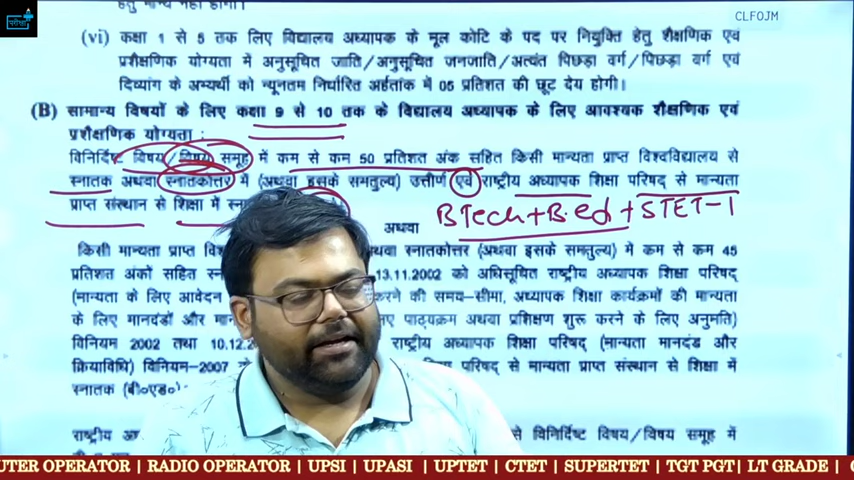 परीक्षा
CLFOJM
हेतु मान्य नहीं होगी।
(vi) कक्षा 1 से 5 तक लिए विद्यालय अध्यापक के मूल कोटि के पद पर नियुक्ति हेतु शैक्षणिक एवं
प्रशैक्षणिक योग्यता में अनुसूचित जाति/अनुसूचित जनजाति/अत्यंत पिछड़ा वर्ग/पिछड़ा वर्ग एवं
दिव्यांग के अभ्यर्थी को न्यूनतम निर्धारित अर्हतांक में 05 प्रतिशत की छूट देय होगी।
(B) सामान्य विषयों के लिए कक्षा 9 से 10 तक के विद्यालय अध्यापक के लिए आवश्यक शैक्षणिक एवं
प्रशैक्षणिक योग्यता :
विनिर्दिष्ट विषय/विषय समूह में कम से कम 50 प्रतिशत अंक सहित किसी मान्यता प्राप्त विश्वविद्यालय से
स्नातक अथवा स्नातकोत्तर में (अथवा इसके समतुल्य) उत्तीर्ण एवं राष्ट्रीय अध्यापक शिक्षा परिषद् से मान्यता
प्राप्त संस्थान से शिक्षा में
BTech+B.ed+STET-1
अथवा
किसी मान्यता प्राप्त अथवा स्नातकोत्तर (अथवा इसके समतुल्य) में कम से कम 45
प्रतिशत अंकों सहित 13.11.2002 को अधिसूचित राष्ट्रीय अध्यापक शिक्षा परिषद्
(मान्यता के लिए आवेदन करने की समय-सीमा, अध्यापक शिक्षा कार्यक्रमों की मान्यता
के लिए मानदंडों और पाठ्यक्रम अथवा प्रशिक्षण शुरू करने के लिए अनुमति)
विनियम 2002 तथा 10.12.2 राष्ट्रीय अध्यापक शिक्षा परिषद् (मान्यता मानदंड और
क्रियाविधि) विनियम-2007 परिषद् से मान्यता प्राप्त संस्थान से शिक्षा में
स्नातक (बी०एड०)
राष्ट्रीय से विनिर्दिष्ट विषय/विषय समूह में
UTER OPERATOR | RADIO OPERATOR | UPSI | UPASI | UPTET | CTET | SUPERTET | TGT PGT| LT GRADE |